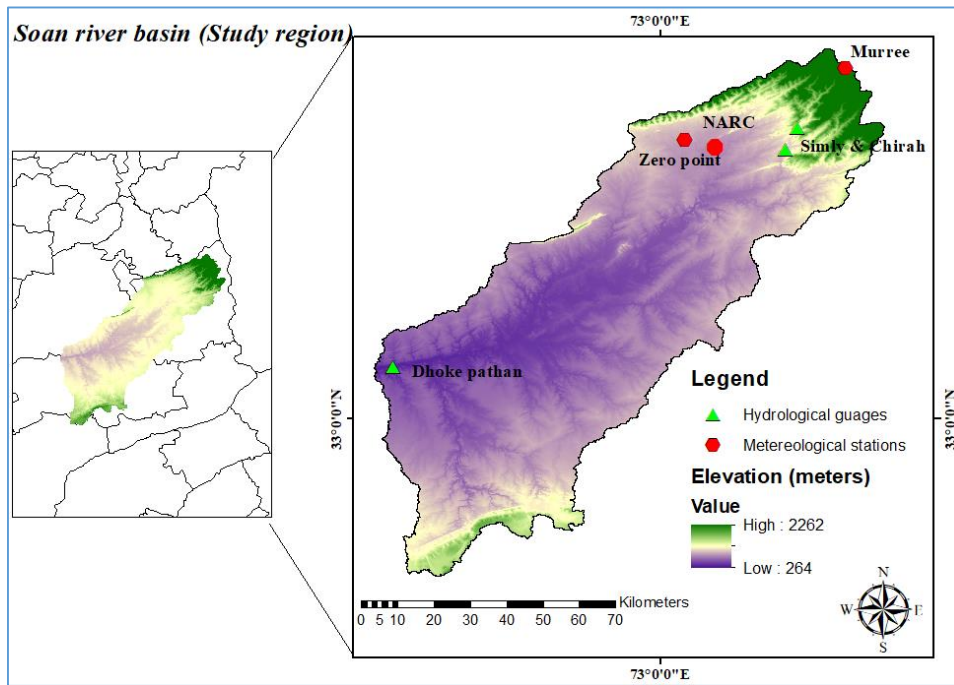 Soan river basin (Study region)
73°0'0"E
Murree
NARC
Zero point
Simly & Chirah
Dhoke pathan
33°0'0"N
33°0'0"N
Legend
Hydrological guages
Metereological stations
Elevation (meters)
Value
High : 2262
Low : 264
Kilometers
0 5 10 20 30 40 50 60 70
N
W E
S
73°0'0"E